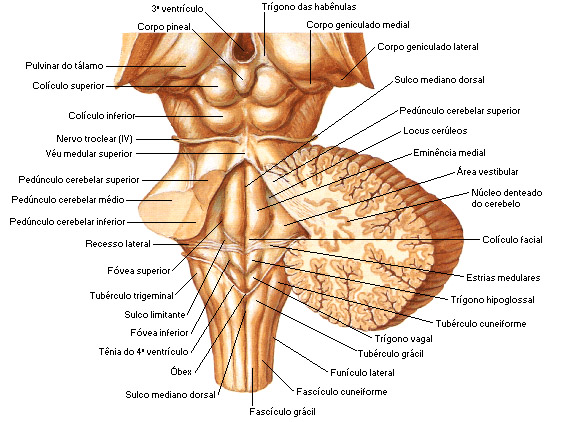 3º ventrículo
Trígono das habênulas
Corpo pineal
Corpo geniculado medial
Corpo geniculado lateral
Pulvinar do tálamo
Colículo superior
Sulco mediano dorsal
Colículo inferior
Pedúnculo cerebelar superior
Locus cerúleos
Nervo troclear (IV)
Véu medular superior
Eminência medial
Área vestibular
Pedúnculo cerebelar superior
Pedúnculo cerebelar médio
Núcleo denteado
do cerebelo
Pedúnculo cerebelar inferior
Recesso lateral
Colículo facial
Fóvea superior
Estrias medulares
Tubérculo trigeminal
Trígono hipoglossal
Sulco limitante
Tubérculo cuneiforme
Fóvea inferior
Trígono vagal
Tênia do 4º ventrículo
Tubérculo grácil
Óbex
Funículo lateral
Sulco mediano dorsal
Fascículo cuneiforme
Fascículo grácil